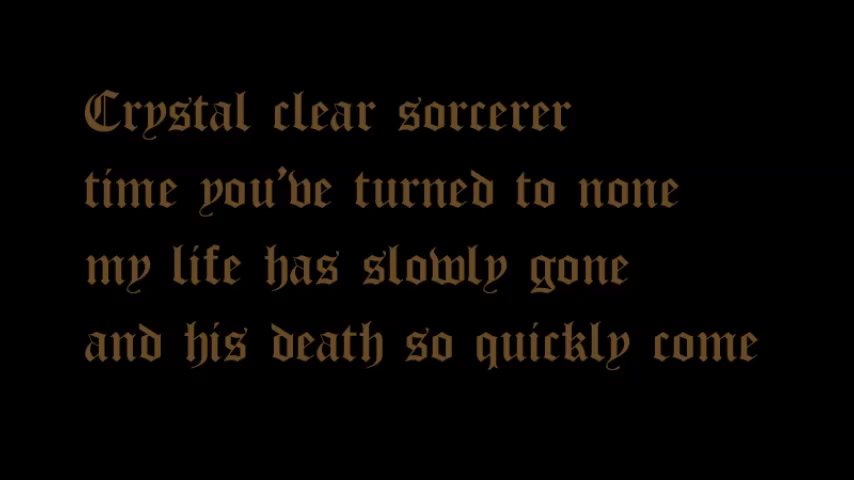 Crystal clear sorcerer
time you've turned to none
my life has slowly gone
and his death so quickly come